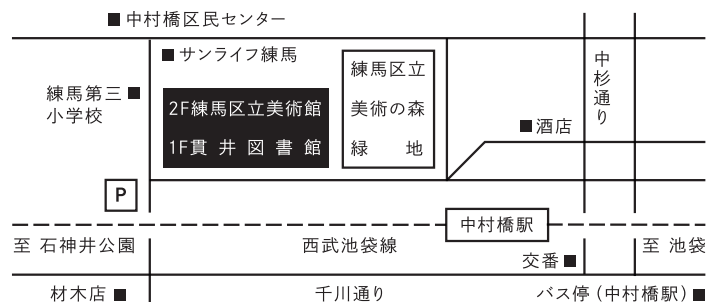 中村橋区民センター
サンライフ練馬
練馬第三
小学校
2F練馬区立美術館
1F貫井図書館
練馬区立
美術の森
緑地
中杉通り
酒店
P
中村橋駅
至 石神井公園
西武池袋線
至 池袋
交番
材木店
千川通り
バス停（中村橋駅）